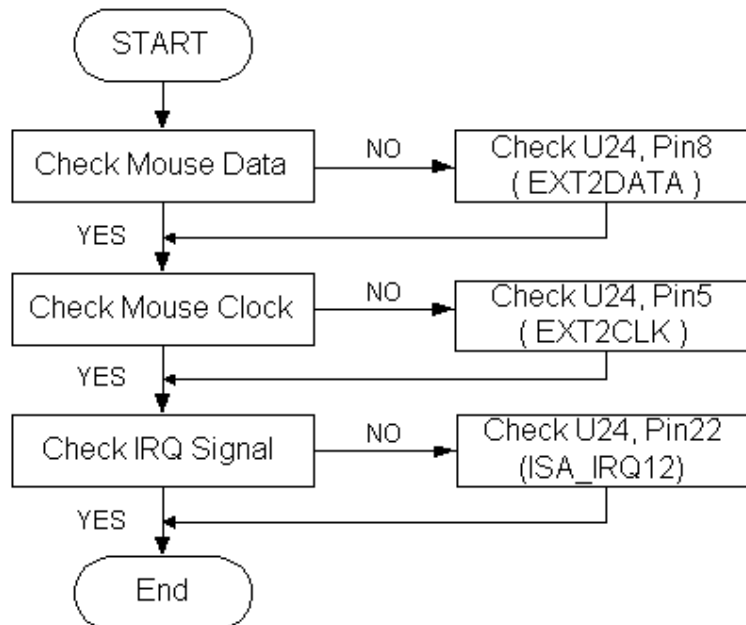 START
Check Mouse Data
NO
Check U24, Pin8
( EXT2DATA )
YES
Check Mouse Clock
NO
Check U24, Pin5
( EXT2CLK )
YES
Check IRQ Signal
NO
Check U24, Pin22
(ISA_IRQ12)
YES
End